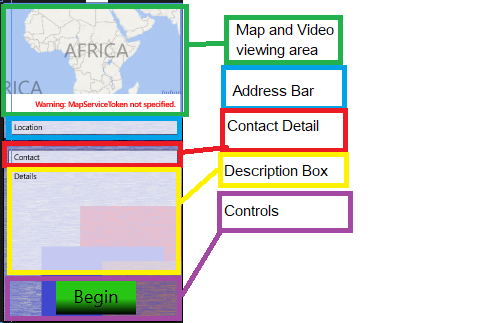 AFRICA
RICA
Warning: MapServiceToken not specified.
Location
Contact
Details
Begin
Map and Video
viewing area
Address Bar
Contact Detail
Description Box
Controls